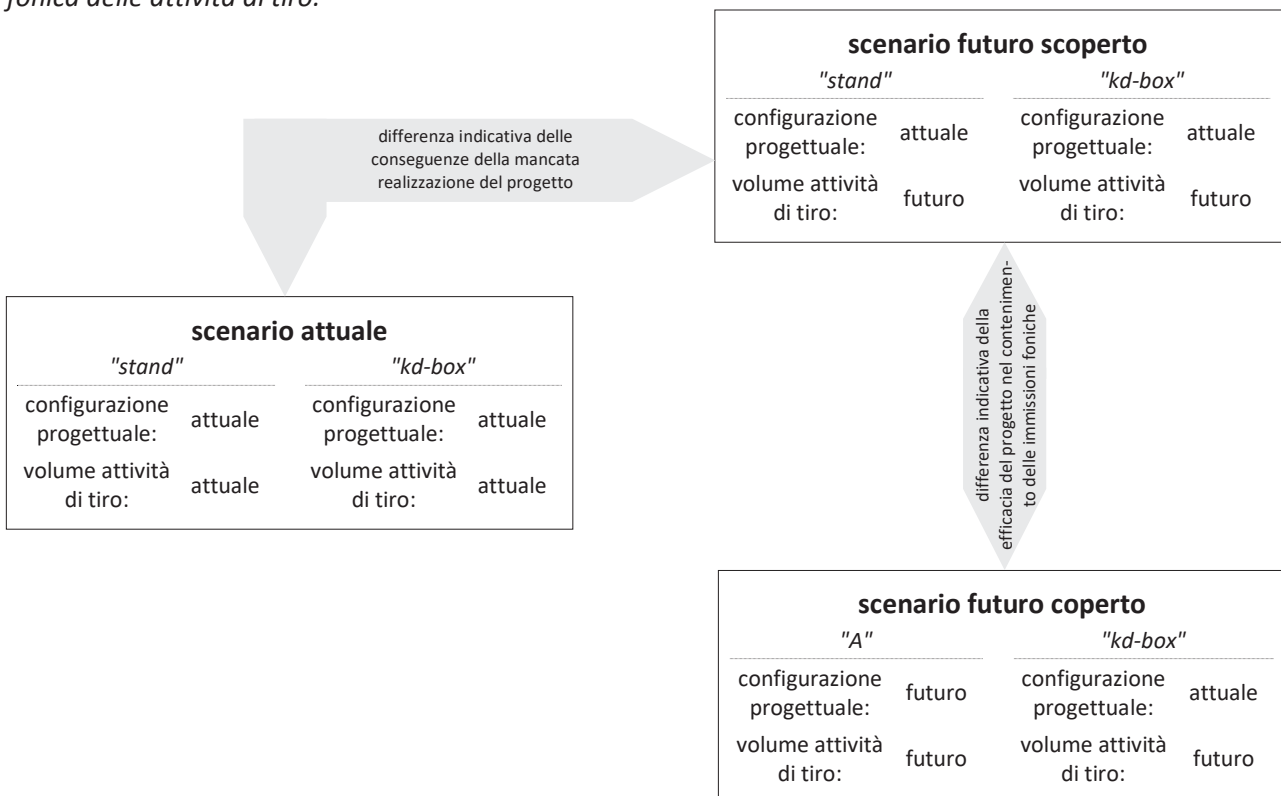 fonica delle attività di tiro.
scenario futuro scoperto
"stand" "kd-box"
configurazione progettuale: attuale configurazione progettuale: attuale
volume attività di tiro: futuro volume attività di tiro: futuro
differenza indicativa delle
conseguenze della mancata
realizzazione del progetto
scenario attuale
"stand" "kd-box"
configurazione progettuale: attuale configurazione progettuale: attuale
volume attività di tiro: attuale volume attività di tiro: attuale
differenza indicativa della
efficacia del progetto nel contenimen-
to delle immissioni foniche
scenario futuro coperto
"A" "kd-box"
configurazione progettuale: futuro configurazione progettuale: attuale
volume attività di tiro: futuro volume attività di tiro: futuro